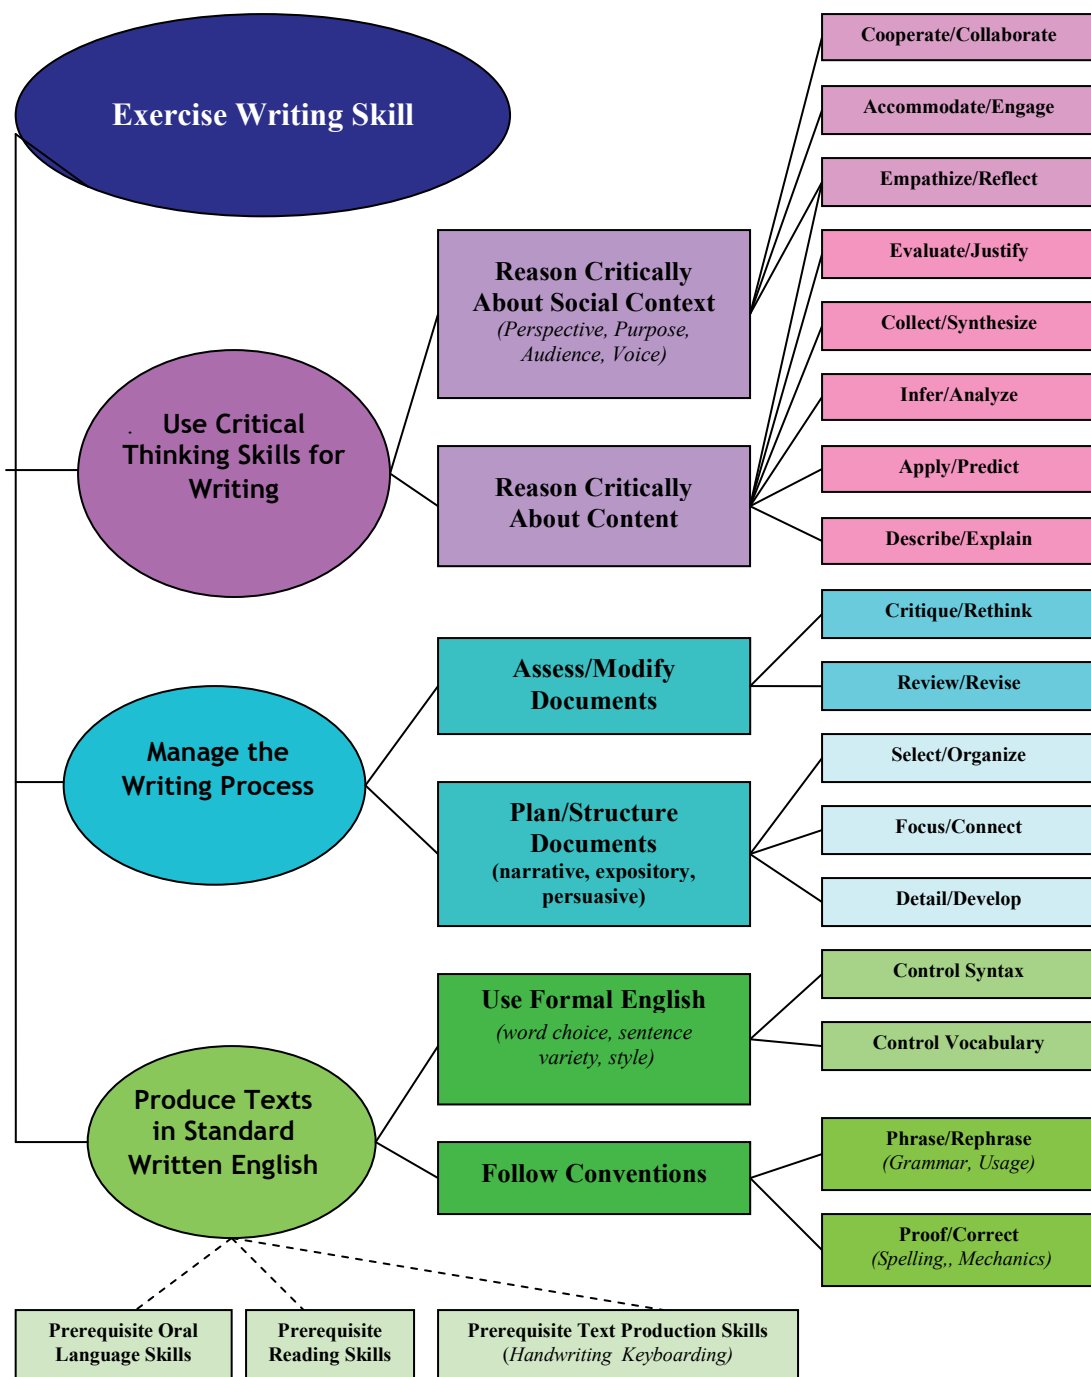 Exercise Writing Skill
Cooperate/Collaborate
Accommodate/Engage
Empathize/Reflect
Evaluate/Justify
Collect/Synthesize
Infer/Analyze
Apply/Predict
Describe/Explain
Reason Critically
About Social Context
(Perspective, Purpose,
Audience, Voice)
Use Critical
Thinking Skills for
Writing
Reason Critically
About Content
Critique/Rethink
Review/Revise
Assess/Modify
Documents
Manage the
Writing Process
Select/Organize
Focus/Connect
Detail/Develop
Plan/Structure
Documents
(narrative, expository,
persuasive)
Control Syntax
Control Vocabulary
Use Formal English
(word choice, sentence
variety, style)
Produce Texts
in Standard
Written English
Follow Conventions
Phrase/Rephrase
(Grammar, Usage)
Proof/Correct
(Spelling,, Mechanics)
Prerequisite Oral
Language Skills
Prerequisite
Reading Skills
Prerequisite Text Production Skills
(Handwriting Keyboarding)